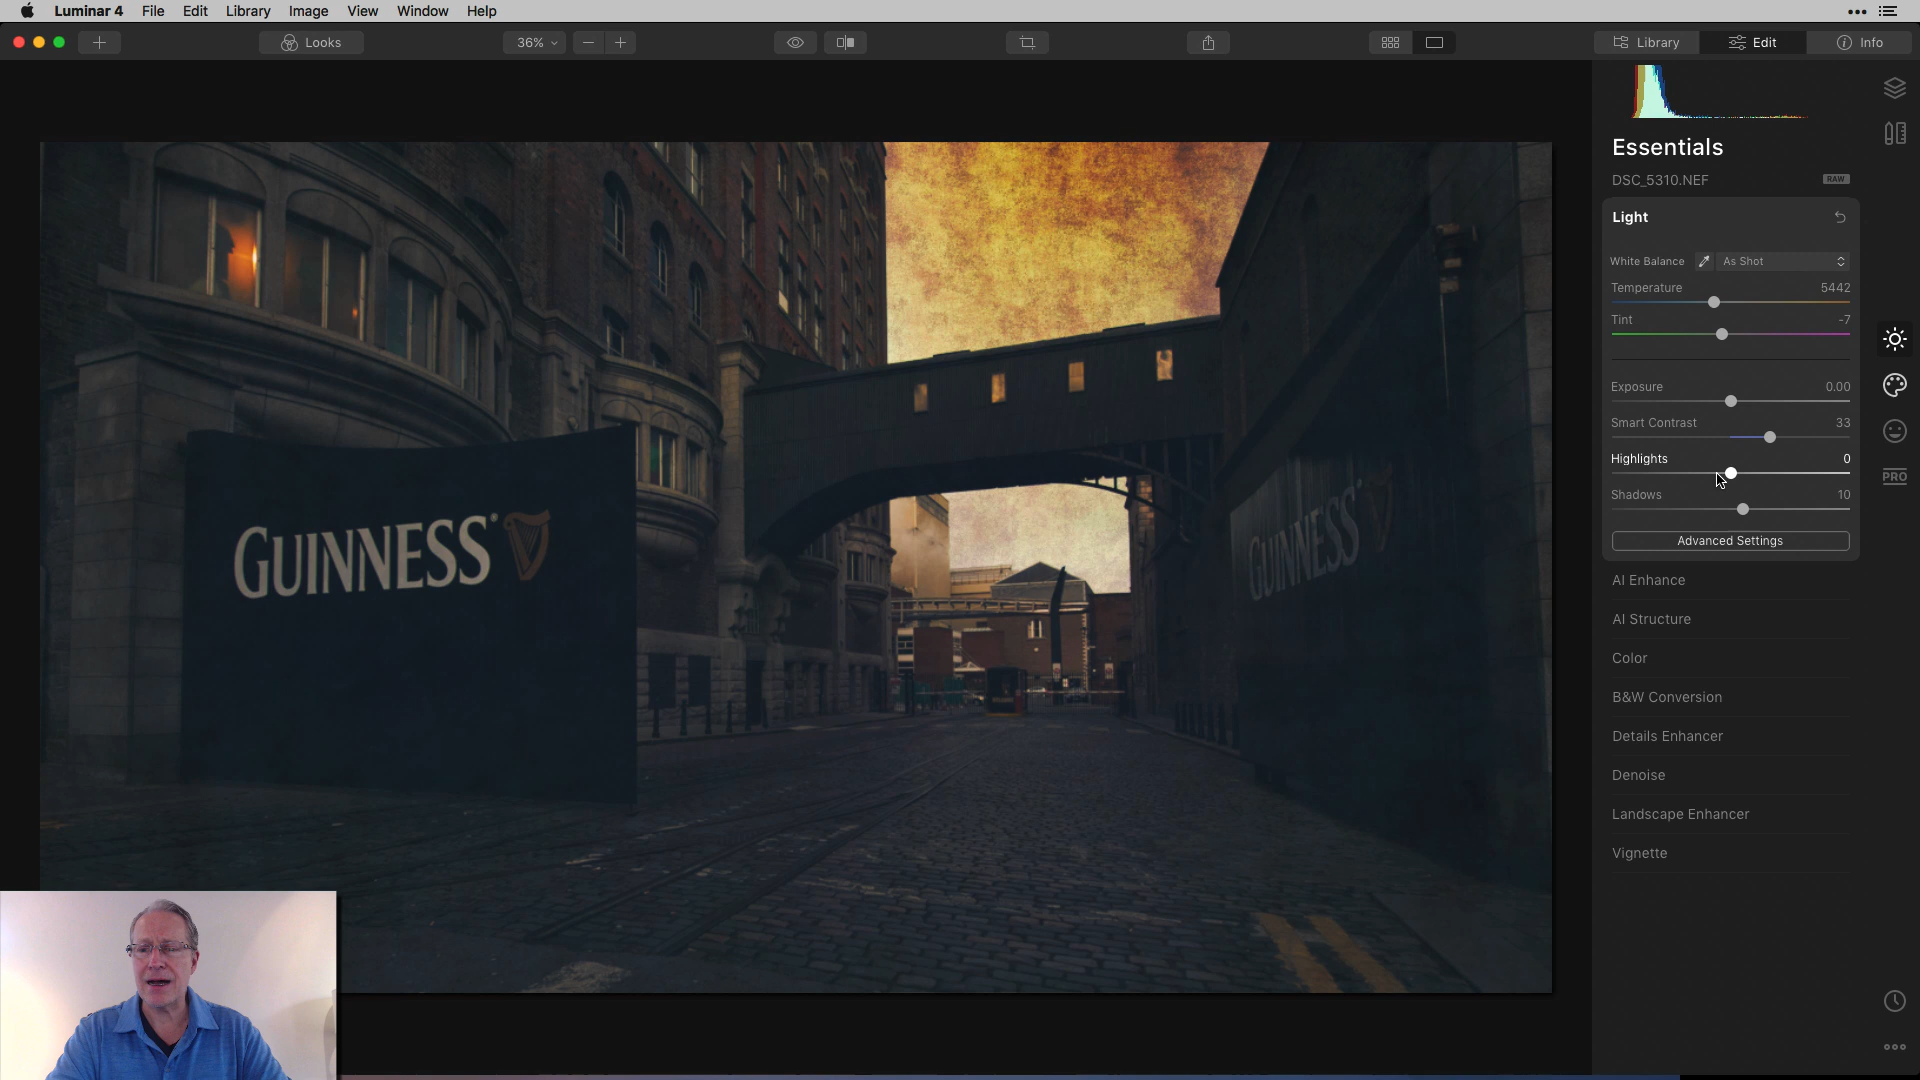 Luminar 4 File Edit Library Image View Window Help
Looks 36% Library Edit Info
Essentials
DSC_5310.NEF RAW
Light
White Balance As Shot
Temperature 5442
Tint -7
Exposure 0.00
Smart Contrast 33
Highlights 0
Shadows 10
Advanced Settings
AI Enhance
AI Structure
Color
B&W Conversion
Details Enhancer
Denoise
Landscape Enhancer
Vignette
PRO
GUINNESS®
GUINNESS